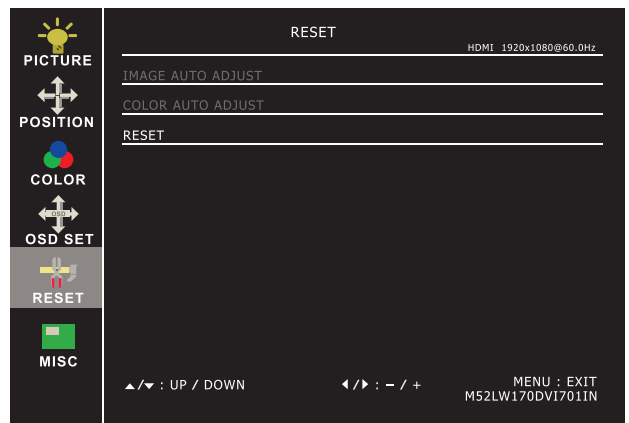 PICTURE
POSITION
COLOR
OSD
OSD SET
RESET
MISC
RESET
HDMI 1920x1080@60.0Hz
IMAGE AUTO ADJUST
COLOR AUTO ADJUST
RESET
▲/▼ : UP / DOWN
◀/▶ : – / +
MENU : EXIT
M52LW170DVI701IN